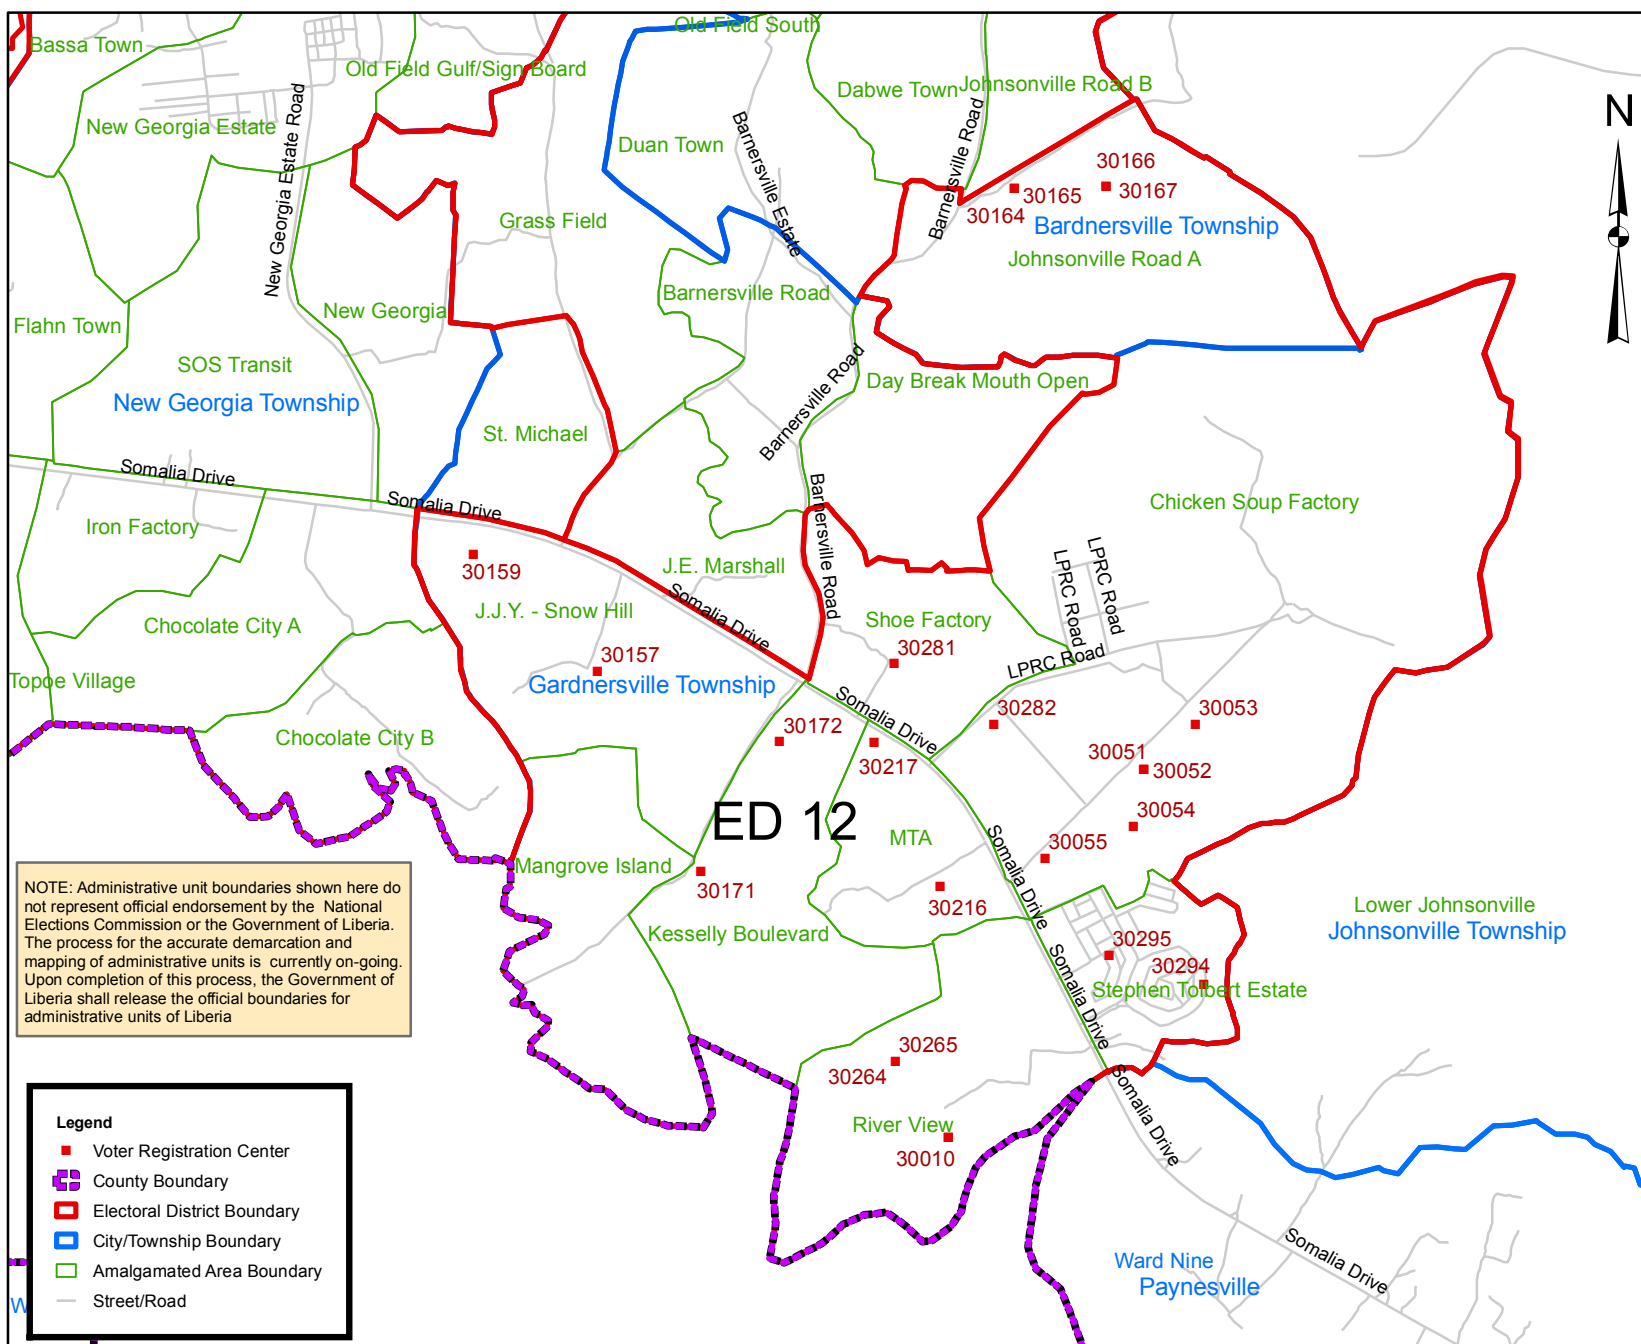 Old Field South
Bassa Town
Old Field Gulf/Sign Board
Dabwe Town
Johnsonville Road B
N
New Georgia Estate
Duan Town
New Georgia Estate Road
Barnersville Estate
Barnersville Road
30166
30165
30167
30164
Grass Field
Bardnersville Township
Johnsonville Road A
Barnersville Road
New Georgia
Flahn Town
SOS Transit
Barnersville Road
Day Break Mouth Open
New Georgia Township
St. Michael
Somalia Drive
Somalia Drive
Barnersville Road
Chicken Soup Factory
Iron Factory
LPRC Road
LPRC Road
30159
J.E. Marshall
Somalia Drive
J.J.Y. - Snow Hill
Shoe Factory
Chocolate City A
30281
LPRC Road
30157
Topoe Village
Gardnersville Township
Somalia Drive
30282
30053
Chocolate City B
30172
30217
30051
30052
ED 12
MTA
30054
30055
Somalia Drive
Mangrove Island
30171
30216
NOTE: Administrative unit boundaries shown here do
not represent official endorsement by the National
Elections Commission or the Government of Liberia.
The process for the accurate demarcation and
mapping of administrative units is currently on-going.
Upon completion of this process, the Government of
Liberia shall release the official boundaries for
administrative units of Liberia
Lower Johnsonville
Johnsonville Township
Kesselly Boulevard
30295
30294
Somalia Drive
Stephen Tolbert Estate
30265
30264
Somalia Drive
River View
30010
Legend
Voter Registration Center
County Boundary
Electoral District Boundary
City/Township Boundary
Amalgamated Area Boundary
Street/Road
Somalia Drive
Ward Nine
Paynesville
W